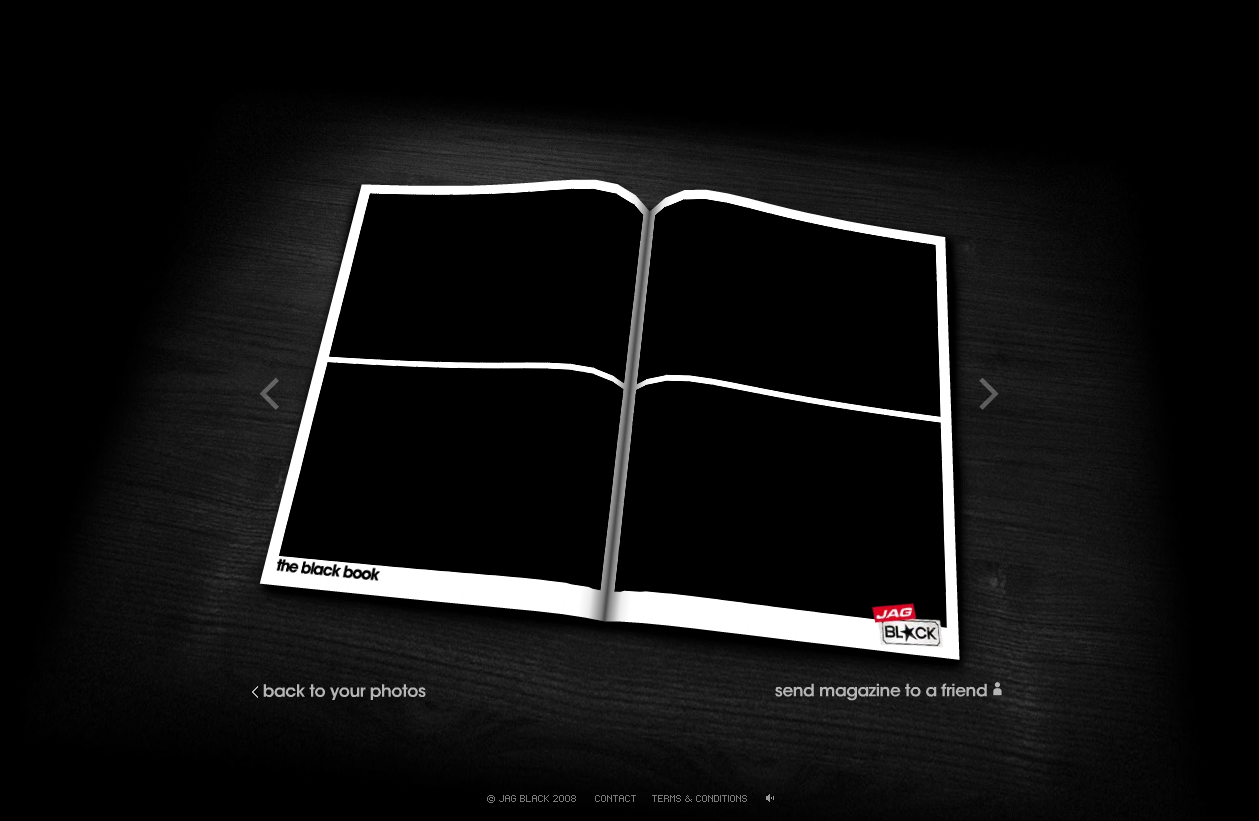 the black book
JAG
BL★CK
back to your photos
send magazine to a friend
© JAG BLACK 2008 CONTACT TERMS & CONDITIONS